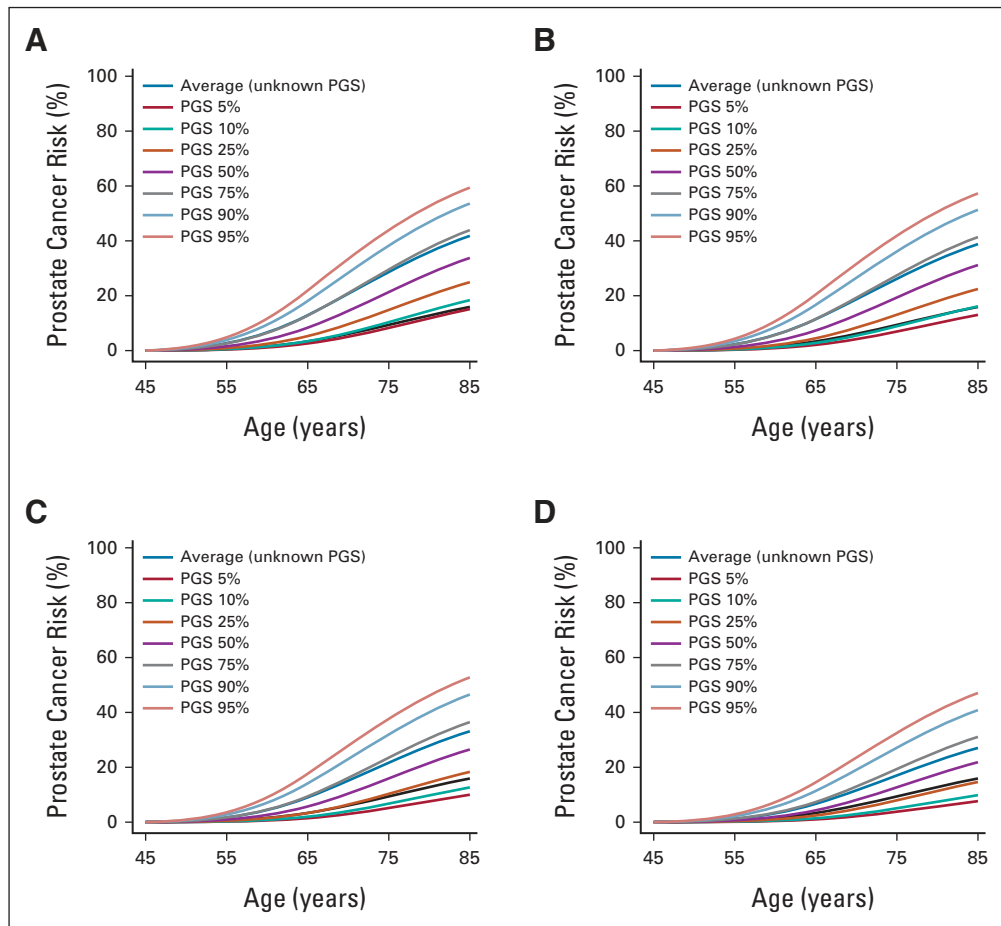 A
Prostate Cancer Risk (%)
100
80
60
40
20
0
Average (unknown PGS)
PGS 5%
PGS 10%
PGS 25%
PGS 50%
PGS 75%
PGS 90%
PGS 95%
45 55 65 75 85
Age (years)
B
Prostate Cancer Risk (%)
100
80
60
40
20
0
Average (unknown PGS)
PGS 5%
PGS 10%
PGS 25%
PGS 50%
PGS 75%
PGS 90%
PGS 95%
45 55 65 75 85
Age (years)
C
Prostate Cancer Risk (%)
100
80
60
40
20
0
Average (unknown PGS)
PGS 5%
PGS 10%
PGS 25%
PGS 50%
PGS 75%
PGS 90%
PGS 95%
45 55 65 75 85
Age (years)
D
Prostate Cancer Risk (%)
100
80
60
40
20
0
Average (unknown PGS)
PGS 5%
PGS 10%
PGS 25%
PGS 50%
PGS 75%
PGS 90%
PGS 95%
45 55 65 75 85
Age (years)